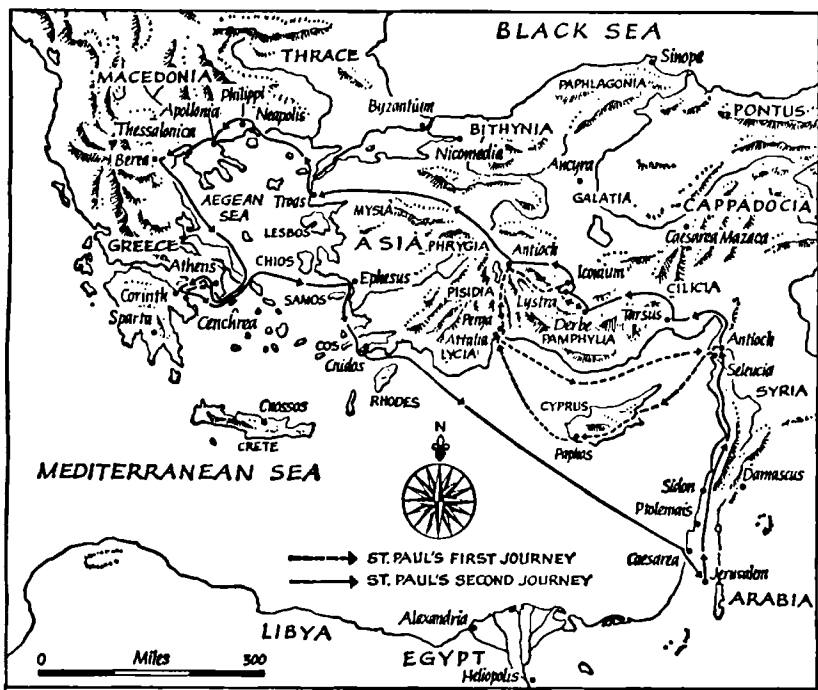 BLACK SEA
THRACE
MACEDONIA
Philippi
Apollonia
Neapolis
Thessalonica
Berea
Byzantium
BITHYNIA
Nicomedia
Sinope
PAPHLAGONIA
PONTUS
Ancyra
GALATIA
CAPPADOCIA
Caesarea Mazaca
AEGEAN
SEA
Troas
MYSIA
LESBOS
ASIA
PHRYGIA
Antioch
Iconium
GREECE
CHIOS
Athens
Ephesus
SAMOS
PISIDIA
Lystra
CILICIA
Corinth
Sparta
Cenchrea
Perga
Derbe
Tarsus
Attalia
PAMPHYLIA
LYCIA
COS
Cnidos
Antioch
Seleucia
SYRIA
RHODES
CYPRUS
Paphos
Cnossos
CRETE
N
MEDITERRANEAN SEA
Sidon
Damascus
Ptolemais
Caesarea
Jerusalem
ST. PAUL'S FIRST JOURNEY
ST. PAUL'S SECOND JOURNEY
ARABIA
LIBYA
Alexandria
EGYPT
Heliopolis
0 Miles 300